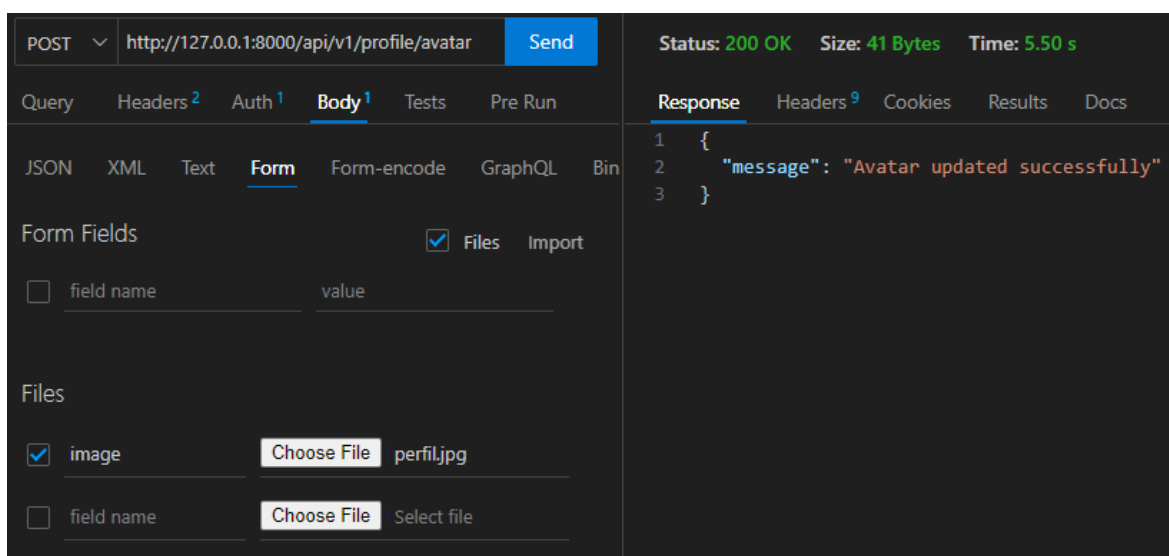 POST http://127.0.0.1:8000/api/v1/profile/avatar Send
Query Headers 2 Auth 1 Body 1 Tests Pre Run
JSON XML Text Form Form-encode GraphQL Bin
Form Fields Files Import
field name value
Files
image Choose File perfil.jpg
field name Choose File Select file
Status: 200 OK Size: 41 Bytes Time: 5.50 s
Response Headers 9 Cookies Results Docs
1 {
2 "message": "Avatar updated successfully"
3 }